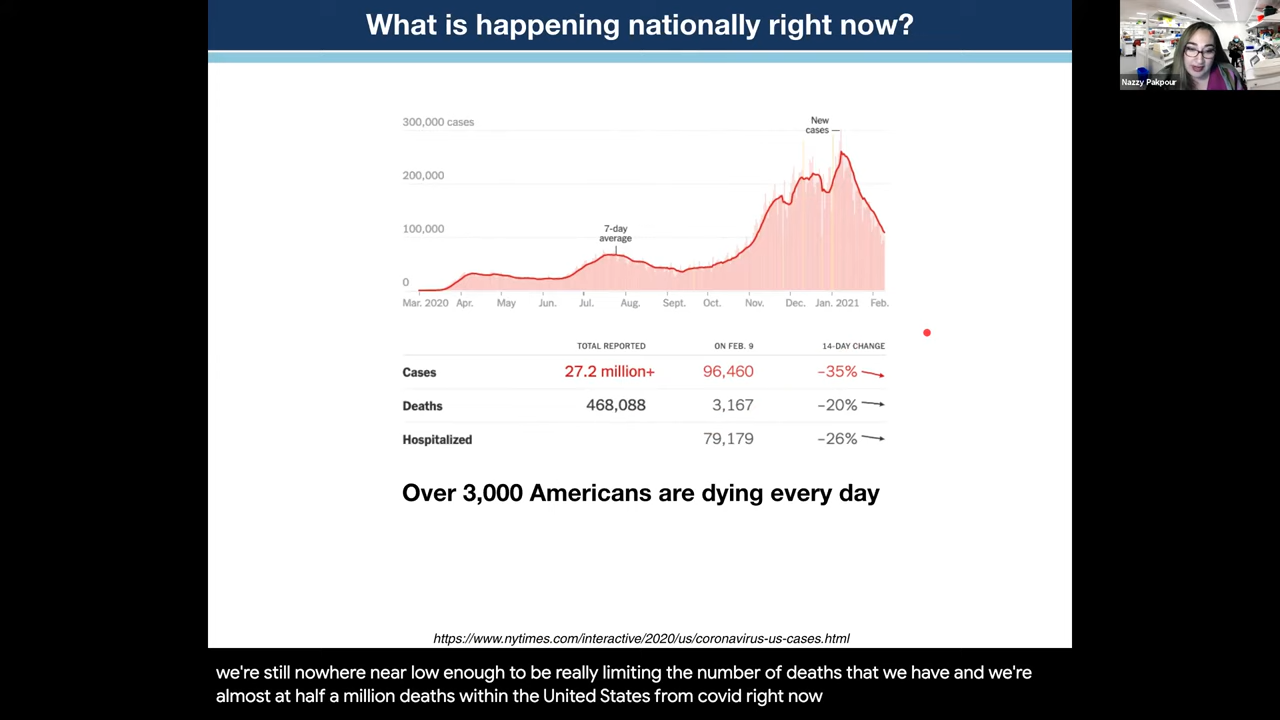 What is happening nationally right now?
Nazzy Pakpour
300,000 cases
200,000
100,000
0
New
cases
7-day
average
Mar. 2020 Apr. May Jun. Jul. Aug. Sept. Oct. Nov. Dec. Jan. 2021 Feb.
TOTAL REPORTED ON FEB. 9 14-DAY CHANGE
Cases 27.2 million+ 96,460 –35%
Deaths 468,088 3,167 –20%
Hospitalized 79,179 –26%
Over 3,000 Americans are dying every day
https://www.nytimes.com/interactive/2020/us/coronavirus-us-cases.html
we're still nowhere near low enough to be really limiting the number of deaths that we have and we're
almost at half a million deaths within the United States from covid right now